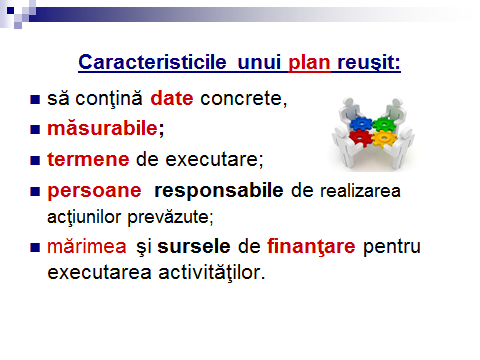 Caracteristicile unui plan reuşit:
să conţină date concrete,
măsurabile;
termene de executare;
persoane responsabile de realizarea
acţiunilor prevăzute;
mărimea şi sursele de finanţare pentru
executarea activităţilor.